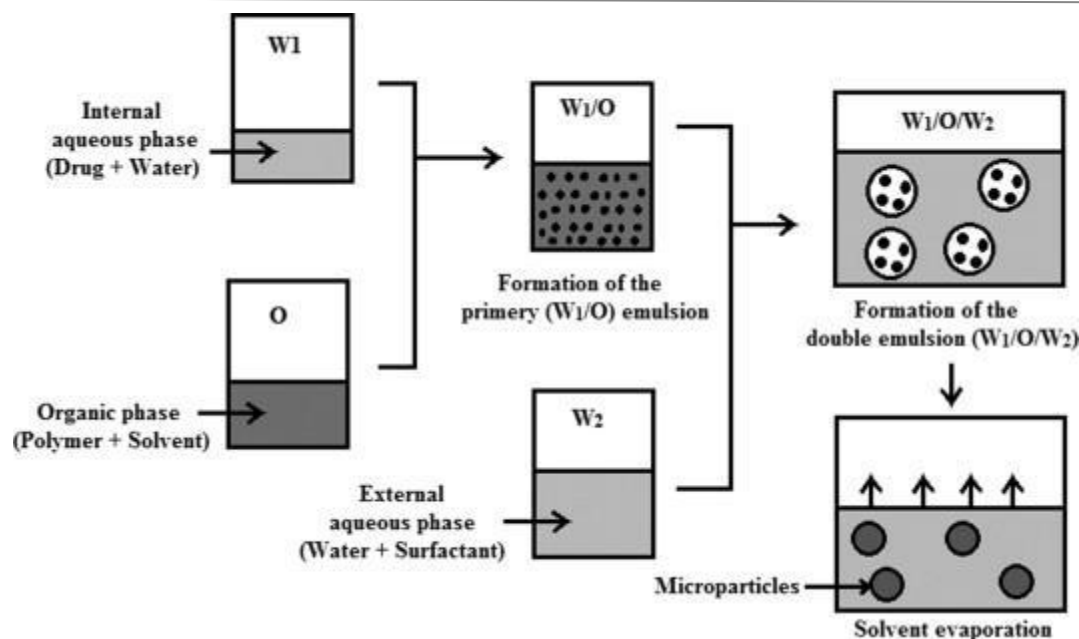 W1
Internal
aqueous phase
(Drug + Water)
O
Organic phase
(Polymer + Solvent)
W1/O
Formation of the
primery (W1/O) emulsion
W2
External
aqueous phase
(Water + Surfactant)
W1/O/W2
Formation of the
double emulsion (W1/O/W2)
Microparticles
Solvent evaporation